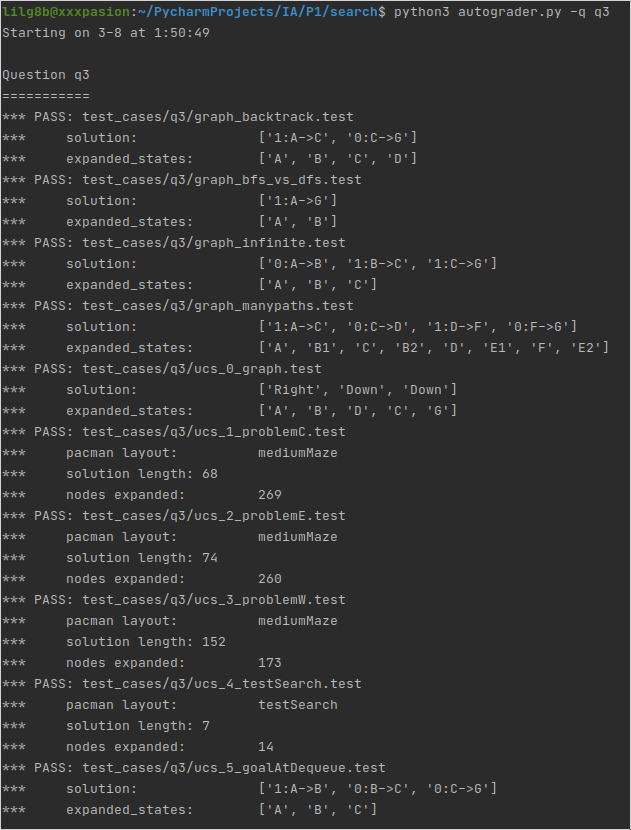 lilg8b@xxxpasion:~/PycharmProjects/IA/P1/search$ python3 autograder.py -q q3
Starting on 3-8 at 1:50:49

Question q3
===========
*** PASS: test_cases/q3/graph_backtrack.test
***     solution:               ['1:A->C', '0:C->G']
***     expanded_states:        ['A', 'B', 'C', 'D']
*** PASS: test_cases/q3/graph_bfs_vs_dfs.test
***     solution:               ['1:A->G']
***     expanded_states:        ['A', 'B']
*** PASS: test_cases/q3/graph_infinite.test
***     solution:               ['0:A->B', '1:B->C', '1:C->G']
***     expanded_states:        ['A', 'B', 'C']
*** PASS: test_cases/q3/graph_manypaths.test
***     solution:               ['1:A->C', '0:C->D', '1:D->F', '0:F->G']
***     expanded_states:        ['A', 'B1', 'C', 'B2', 'D', 'E1', 'F', 'E2']
*** PASS: test_cases/q3/ucs_0_graph.test
***     solution:               ['Right', 'Down', 'Down']
***     expanded_states:        ['A', 'B', 'D', 'C', 'G']
*** PASS: test_cases/q3/ucs_1_problemC.test
***     pacman layout:          mediumMaze
***     solution length: 68
***     nodes expanded:         269
*** PASS: test_cases/q3/ucs_2_problemE.test
***     pacman layout:          mediumMaze
***     solution length: 74
***     nodes expanded:         260
*** PASS: test_cases/q3/ucs_3_problemW.test
***     pacman layout:          mediumMaze
***     solution length: 152
***     nodes expanded:         173
*** PASS: test_cases/q3/ucs_4_testSearch.test
***     pacman layout:          testSearch
***     solution length: 7
***     nodes expanded:         14
*** PASS: test_cases/q3/ucs_5_goalAtDequeue.test
***     solution:               ['1:A->B', '0:B->C', '0:C->G']
***     expanded_states:        ['A', 'B', 'C']